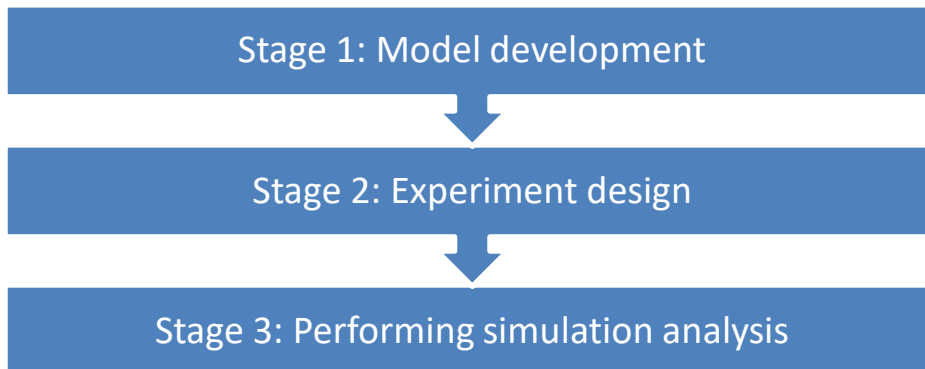 Stage 1: Model development
Stage 2: Experiment design
Stage 3: Performing simulation analysis